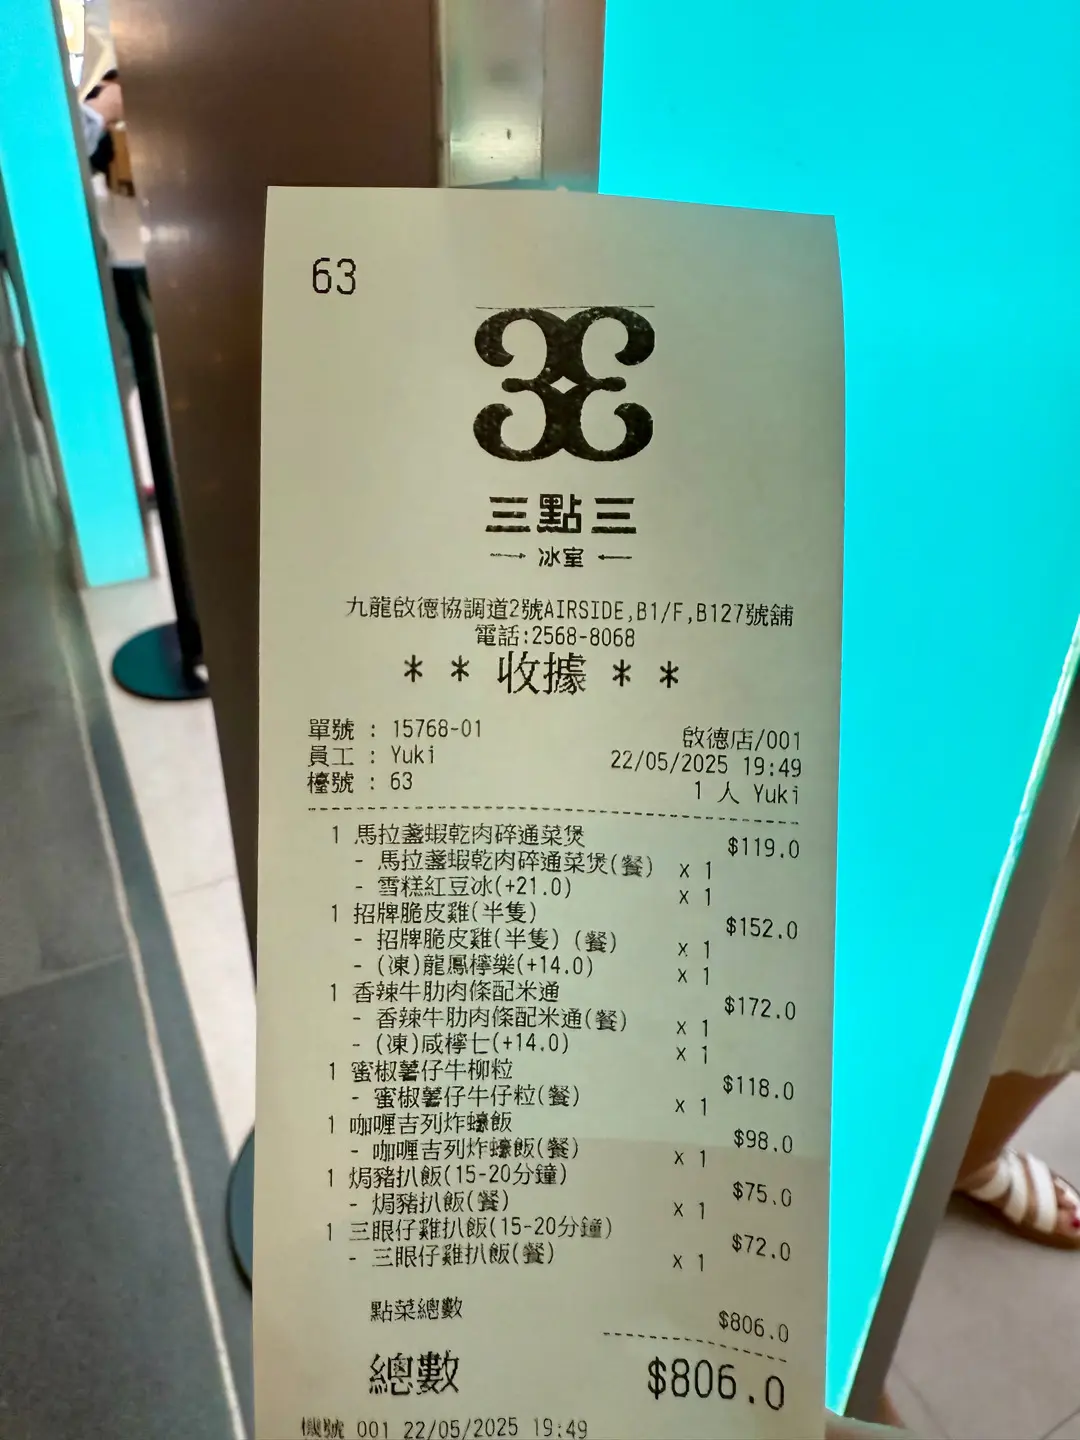 63
三點三
冰室
九龍啟德協調道2號AIRSIDE,B1/F,B127號舖
電話:2568-8068
* * 收據 * *
單號 : 15768-01
啟德店/001
員工 : Yuki
22/05/2025 19:49
檯號 : 63
1 人 Yuki
1 馬拉盞蝦乾肉碎通菜煲 $119.0
- 馬拉盞蝦乾肉碎通菜煲(餐) x 1
- 雪糕紅豆冰(+21.0) x 1
1 招牌脆皮雞(半隻) $152.0
- 招牌脆皮雞(半隻) (餐) x 1
- (凍)龍鳳檸樂(+14.0) x 1
1 香辣牛肋肉條配米通 $172.0
- 香辣牛肋肉條配米通(餐) x 1
- (凍)咸檸七(+14.0) x 1
1 蜜椒薯仔牛柳粒 $118.0
- 蜜椒薯仔牛仔粒(餐) x 1
1 咖喱吉列炸蠔飯 $98.0
- 咖喱吉列炸蠔飯(餐) x 1
1 焗豬扒飯(15-20分鐘) $75.0
- 焗豬扒飯(餐) x 1
1 三眼仔雞扒飯(15-20分鐘) $72.0
- 三眼仔雞扒飯(餐) x 1
點菜總數 $806.0
總數 $806.0
機號 001 22/05/2025 19:49